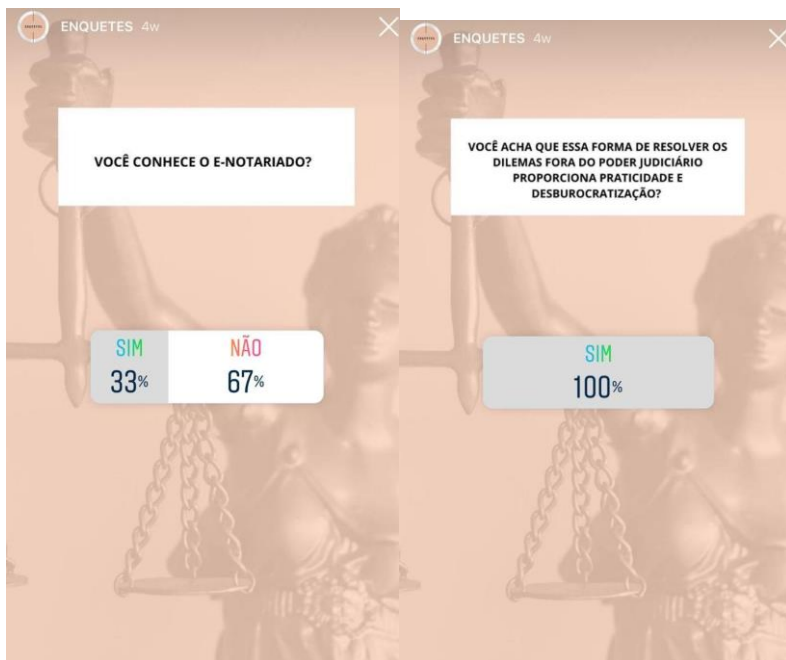 ENQUETES 4w
VOCÊ CONHECE O E-NOTARIADO?
SIM
33%
NÃO
67%
ENQUETES 4w
VOCÊ ACHA QUE ESSA FORMA DE RESOLVER OS
DILEMAS FORA DO PODER JUDICIÁRIO
PROPORCIONA PRATICIDADE E
DESBUROCRATIZAÇÃO?
SIM
100%